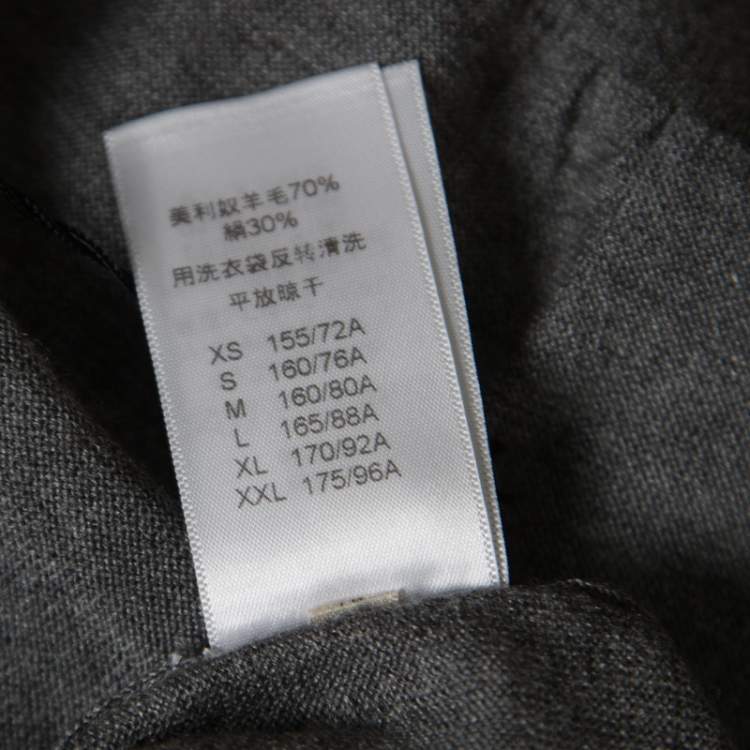 美利奴羊毛70%
絹30%
用洗衣袋反转清洗
平放晾干
XS 155/72A
S 160/76A
M 160/80A
L 165/88A
XL 170/92A
XXL 175/96A